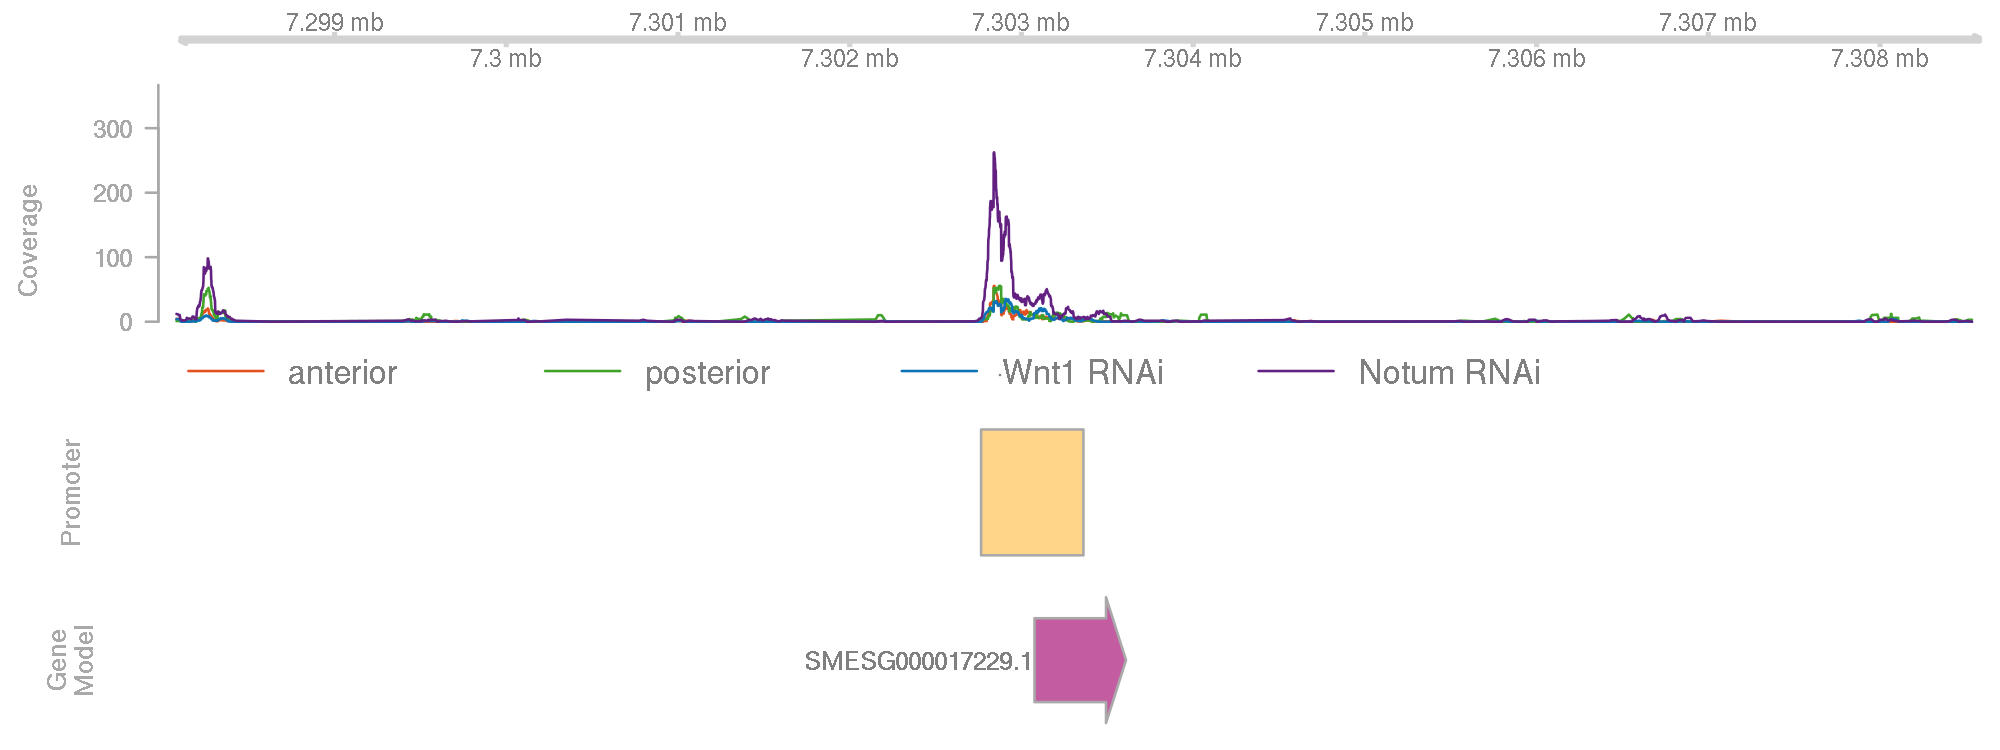 7.299 mb 7.301 mb 7.303 mb 7.305 mb 7.307 mb
7.3 mb 7.302 mb 7.304 mb 7.306 mb 7.308 mb
Coverage
300
200
100
0
anterior posterior Wnt1 RNAi Notum RNAi
Promoter
Gene
Model
SMESG000017229.1